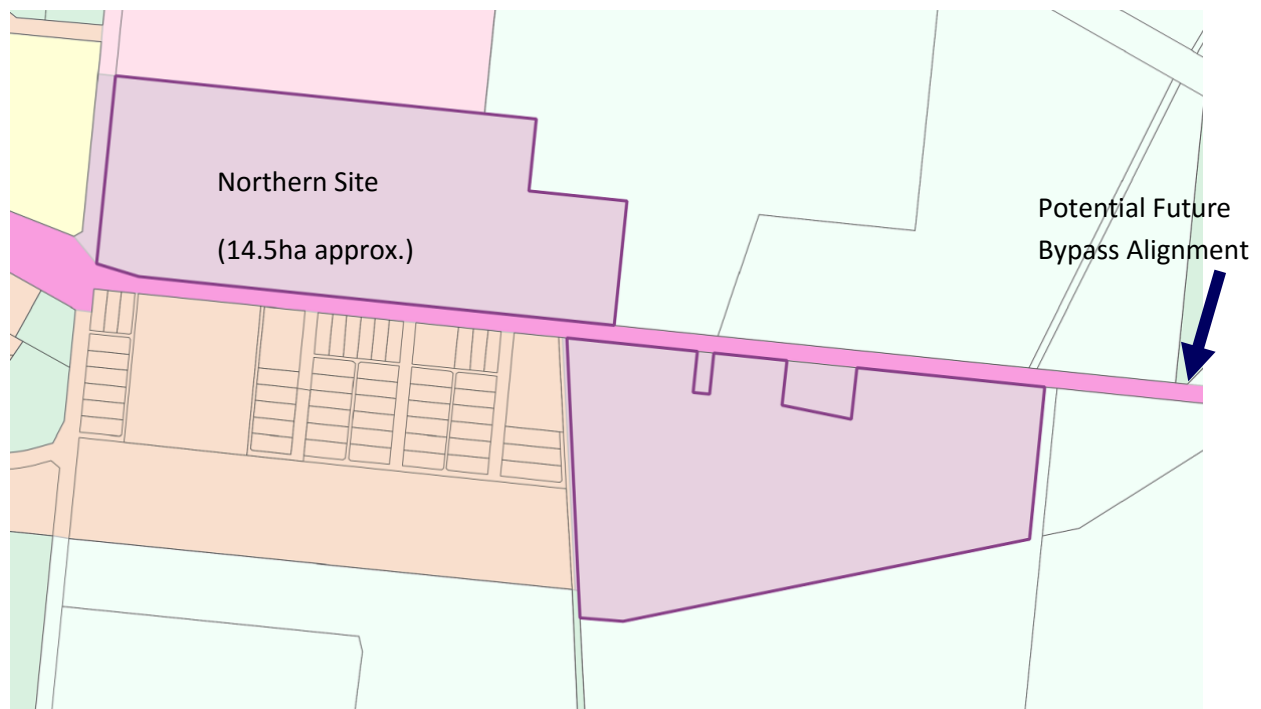 Northern Site
(14.5ha approx.)
Potential Future
Bypass Alignment